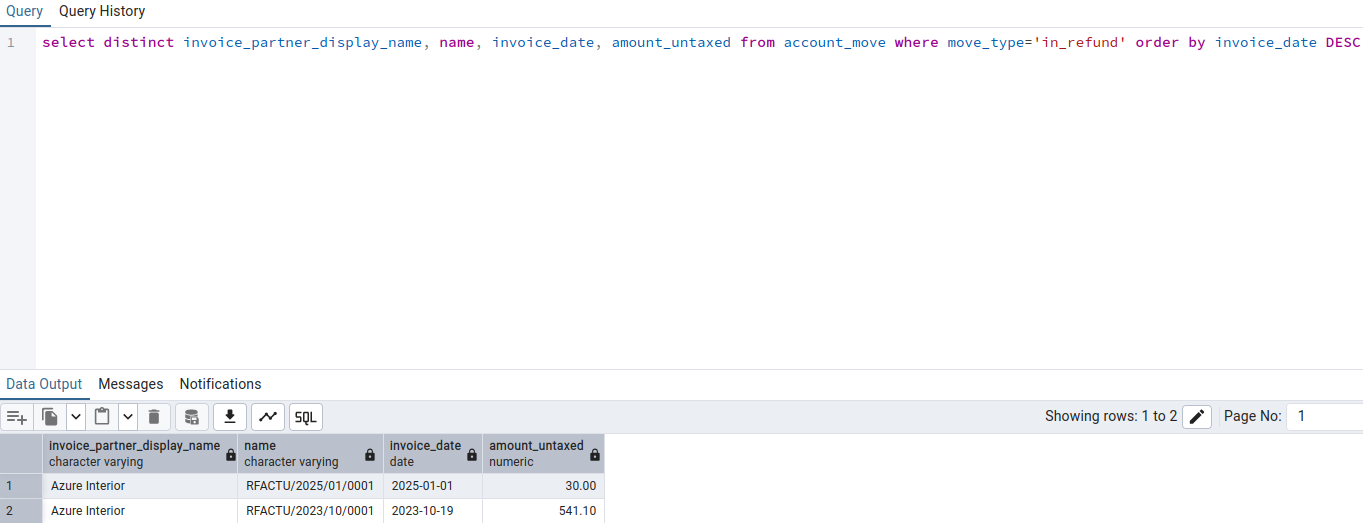 Query Query History
1 select distinct invoice_partner_display_name, name, invoice_date, amount_untaxed from account_move where move_type='in_refund' order by invoice_date DESC
Data Output Messages Notifications
SQL Showing rows: 1 to 2 Page No: 1
invoice_partner_display_name name invoice_date amount_untaxed
character varying character varying date numeric
1 Azure Interior RFACTU/2025/01/0001 2025-01-01 30.00
2 Azure Interior RFACTU/2023/10/0001 2023-10-19 541.10